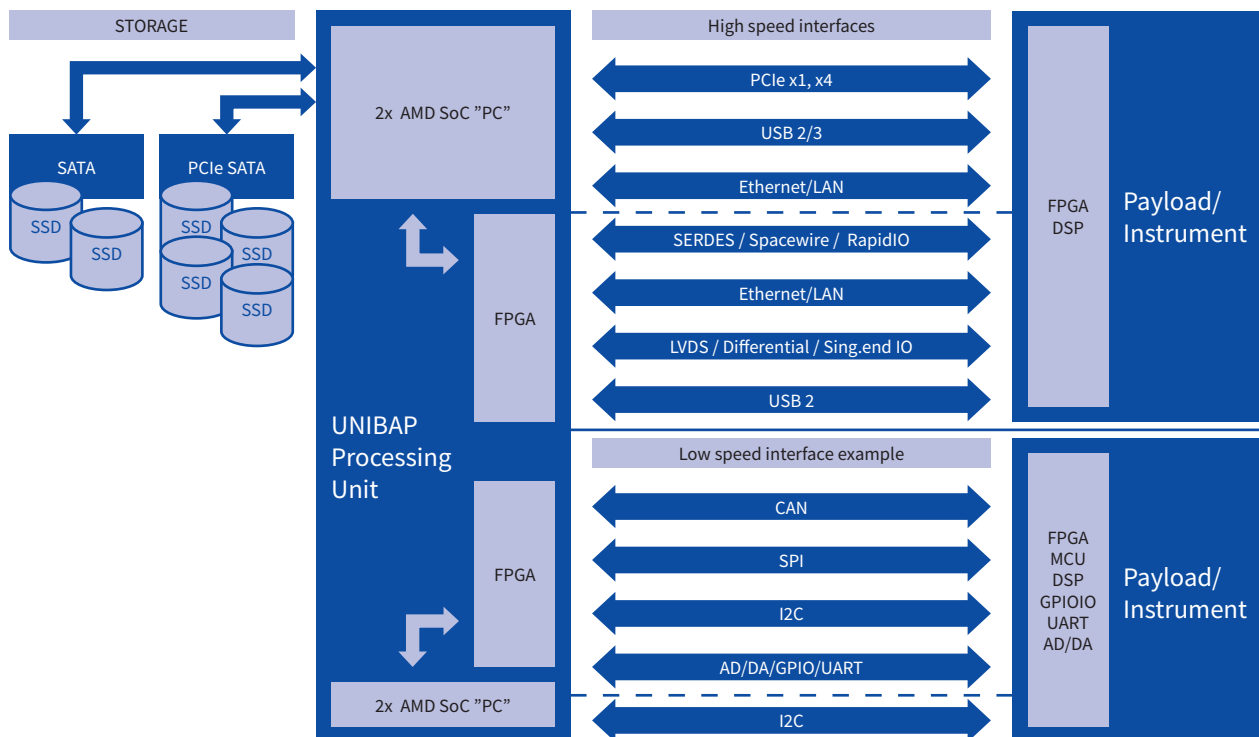 STORAGE
SATA
PCIe SATA
SSD
SSD
SSD
SSD
SSD
SSD
2x AMD SoC ”PC”
FPGA
UNIBAP
Processing
Unit
FPGA
2x AMD SoC ”PC”
High speed interfaces
PCIe x1, x4
USB 2/3
Ethernet/LAN
SERDES / Spacewire / RapidIO
Ethernet/LAN
LVDS / Differential / Sing.end IO
USB 2
FPGA
DSP
Payload/
Instrument
Low speed interface example
CAN
SPI
I2C
AD/DA/GPIO/UART
I2C
FPGA
MCU
DSP
GPIOIO
UART
AD/DA
Payload/
Instrument